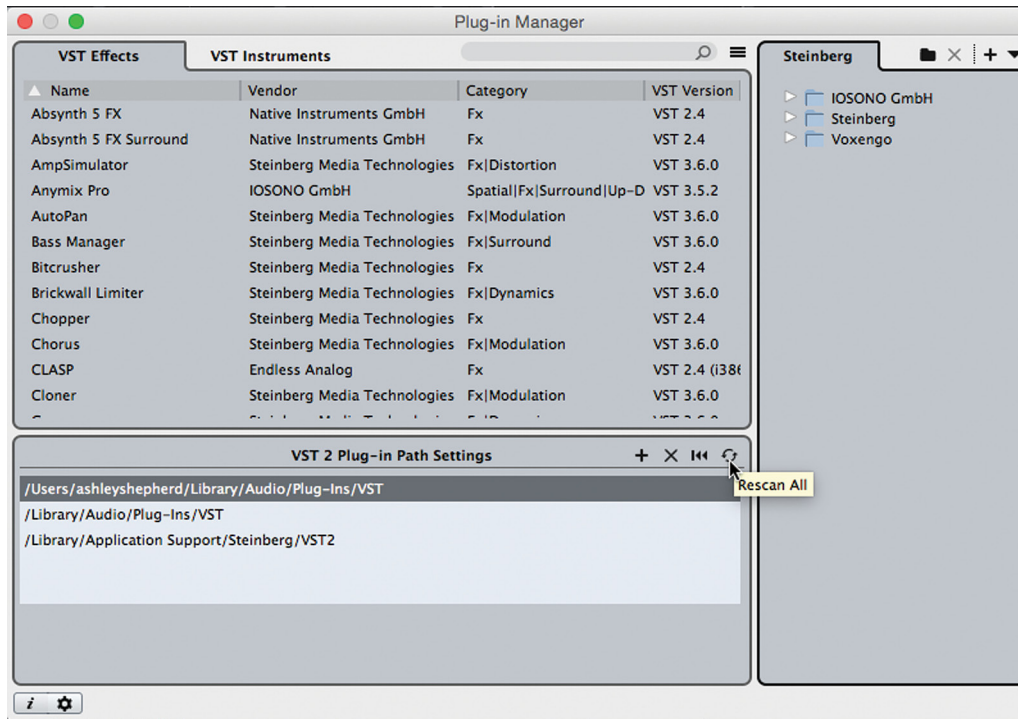 Plug-in Manager
VST Effects VST Instruments
Name Vendor Category VST Version
Absynth 5 FX Native Instruments GmbH Fx VST 2.4
Absynth 5 FX Surround Native Instruments GmbH Fx VST 2.4
AmpSimulator Steinberg Media Technologies Fx|Distortion VST 3.6.0
Anymix Pro IOSONO GmbH Spatial|Fx|Surround|Up-D VST 3.5.2
AutoPan Steinberg Media Technologies Fx|Modulation VST 3.6.0
Bass Manager Steinberg Media Technologies Fx|Surround VST 3.6.0
Bitcrusher Steinberg Media Technologies Fx VST 2.4
Brickwall Limiter Steinberg Media Technologies Fx|Dynamics VST 3.6.0
Chopper Steinberg Media Technologies Fx VST 2.4
Chorus Steinberg Media Technologies Fx|Modulation VST 3.6.0
CLASP Endless Analog Fx VST 2.4 (i386
Cloner Steinberg Media Technologies Fx|Modulation VST 3.6.0
VST 2 Plug-in Path Settings
Rescan All
/Users/ashleyshepherd/Library/Audio/Plug-Ins/VST
/Library/Audio/Plug-Ins/VST
/Library/Application Support/Steinberg/VST2
i
Steinberg
IOSONO GmbH
Steinberg
Voxengo